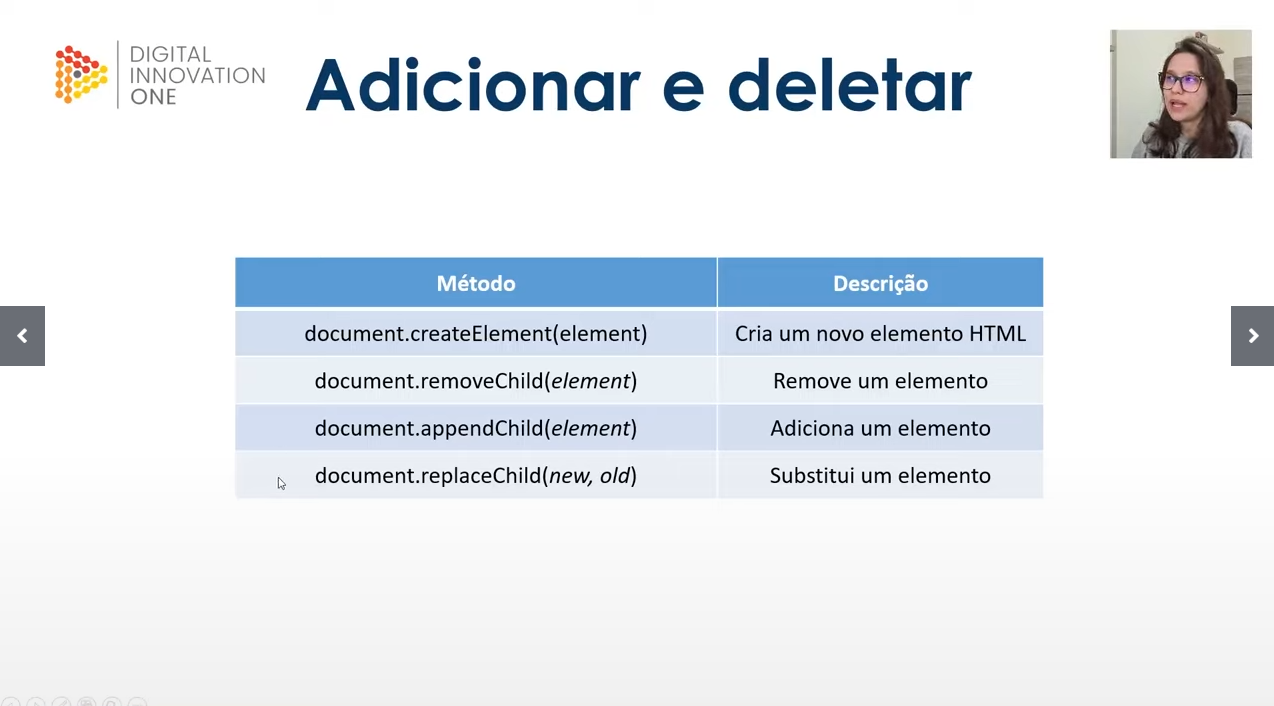 DIGITAL
INNOVATION
ONE
Adicionar e deletar
Método Descrição
document.createElement(element) Cria um novo elemento HTML
document.removeChild(element) Remove um elemento
document.appendChild(element) Adiciona um elemento
document.replaceChild(new, old) Substitui um elemento